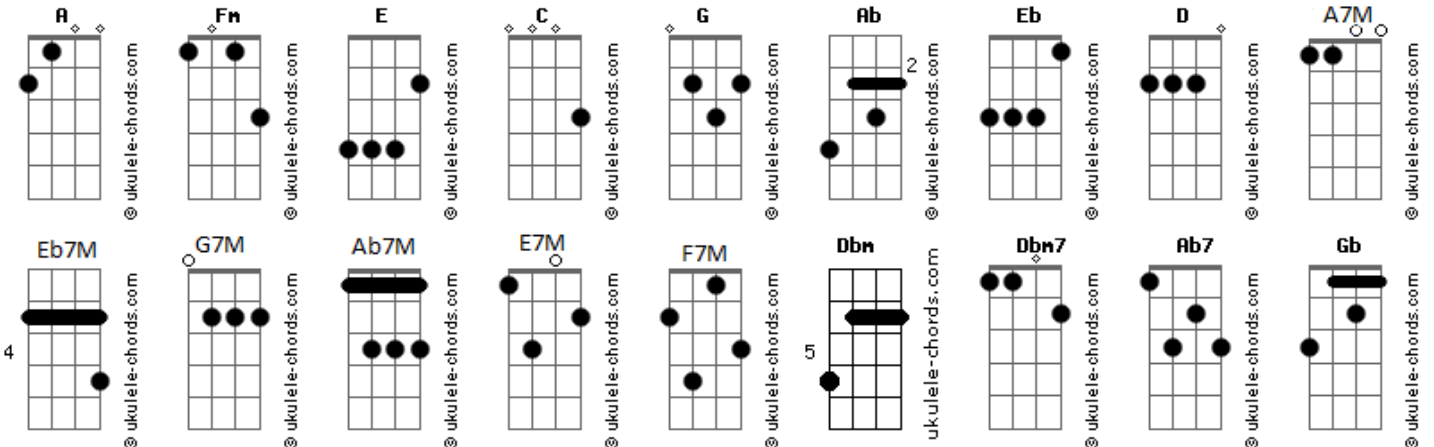 A Fm E C G Ab Eb D A7M
2
ukulele-chords.com ukulele-chords.com ukulele-chords.com ukulele-chords.com ukulele-chords.com ukulele-chords.com ukulele-chords.com ukulele-chords.com ukulele-chords.com
Eb7M G7M Ab7M E7M F7M Dbm Dbm7 Ab7 Gb
4 5
ukulele-chords.com ukulele-chords.com ukulele-chords.com ukulele-chords.com ukulele-chords.com ukulele-chords.com ukulele-chords.com ukulele-chords.com ukulele-chords.com